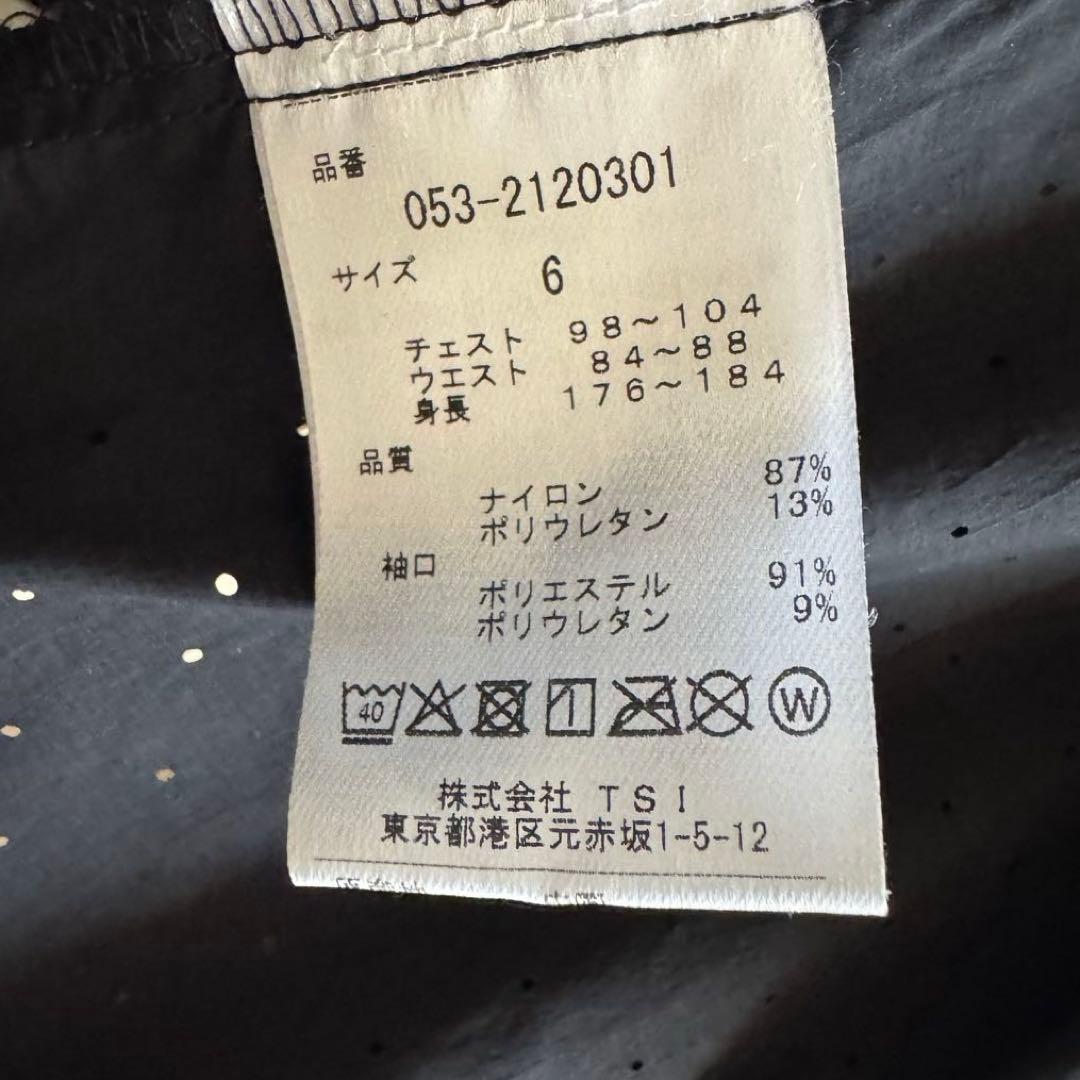 品番
053-2120301
サイズ 6
チェスト 98~104
ウエスト 84~88
身長 176~184
品質
ナイロン 87%
ポリウレタン 13%
袖口
ポリエステル 91%
ポリウレタン 9%
40 W
株式会社 TSI
東京都港区元赤坂1-5-12